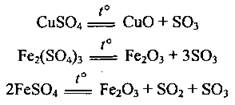 CuSO₄ ⇌ t° CuO + SO₃
Fe₂(SO₄)₃ ⇌ t° Fe₂O₃ + 3SO₃
2FeSO₄ ⇌ t° Fe₂O₃ + SO₂ + SO₃